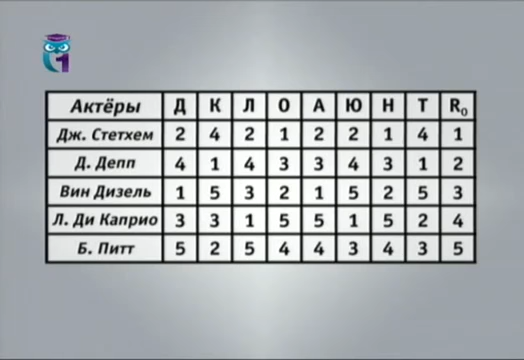 1
Актёры Д К Л О А Ю Н Т R₀
Дж. Стетхем 2 4 2 1 2 2 1 4 1
Д. Депп 4 1 4 3 3 4 3 1 2
Вин Дизель 1 5 3 2 1 5 2 5 3
Л. Ди Каприо 3 3 1 5 5 1 5 2 4
Б. Питт 5 2 5 4 4 3 4 3 5